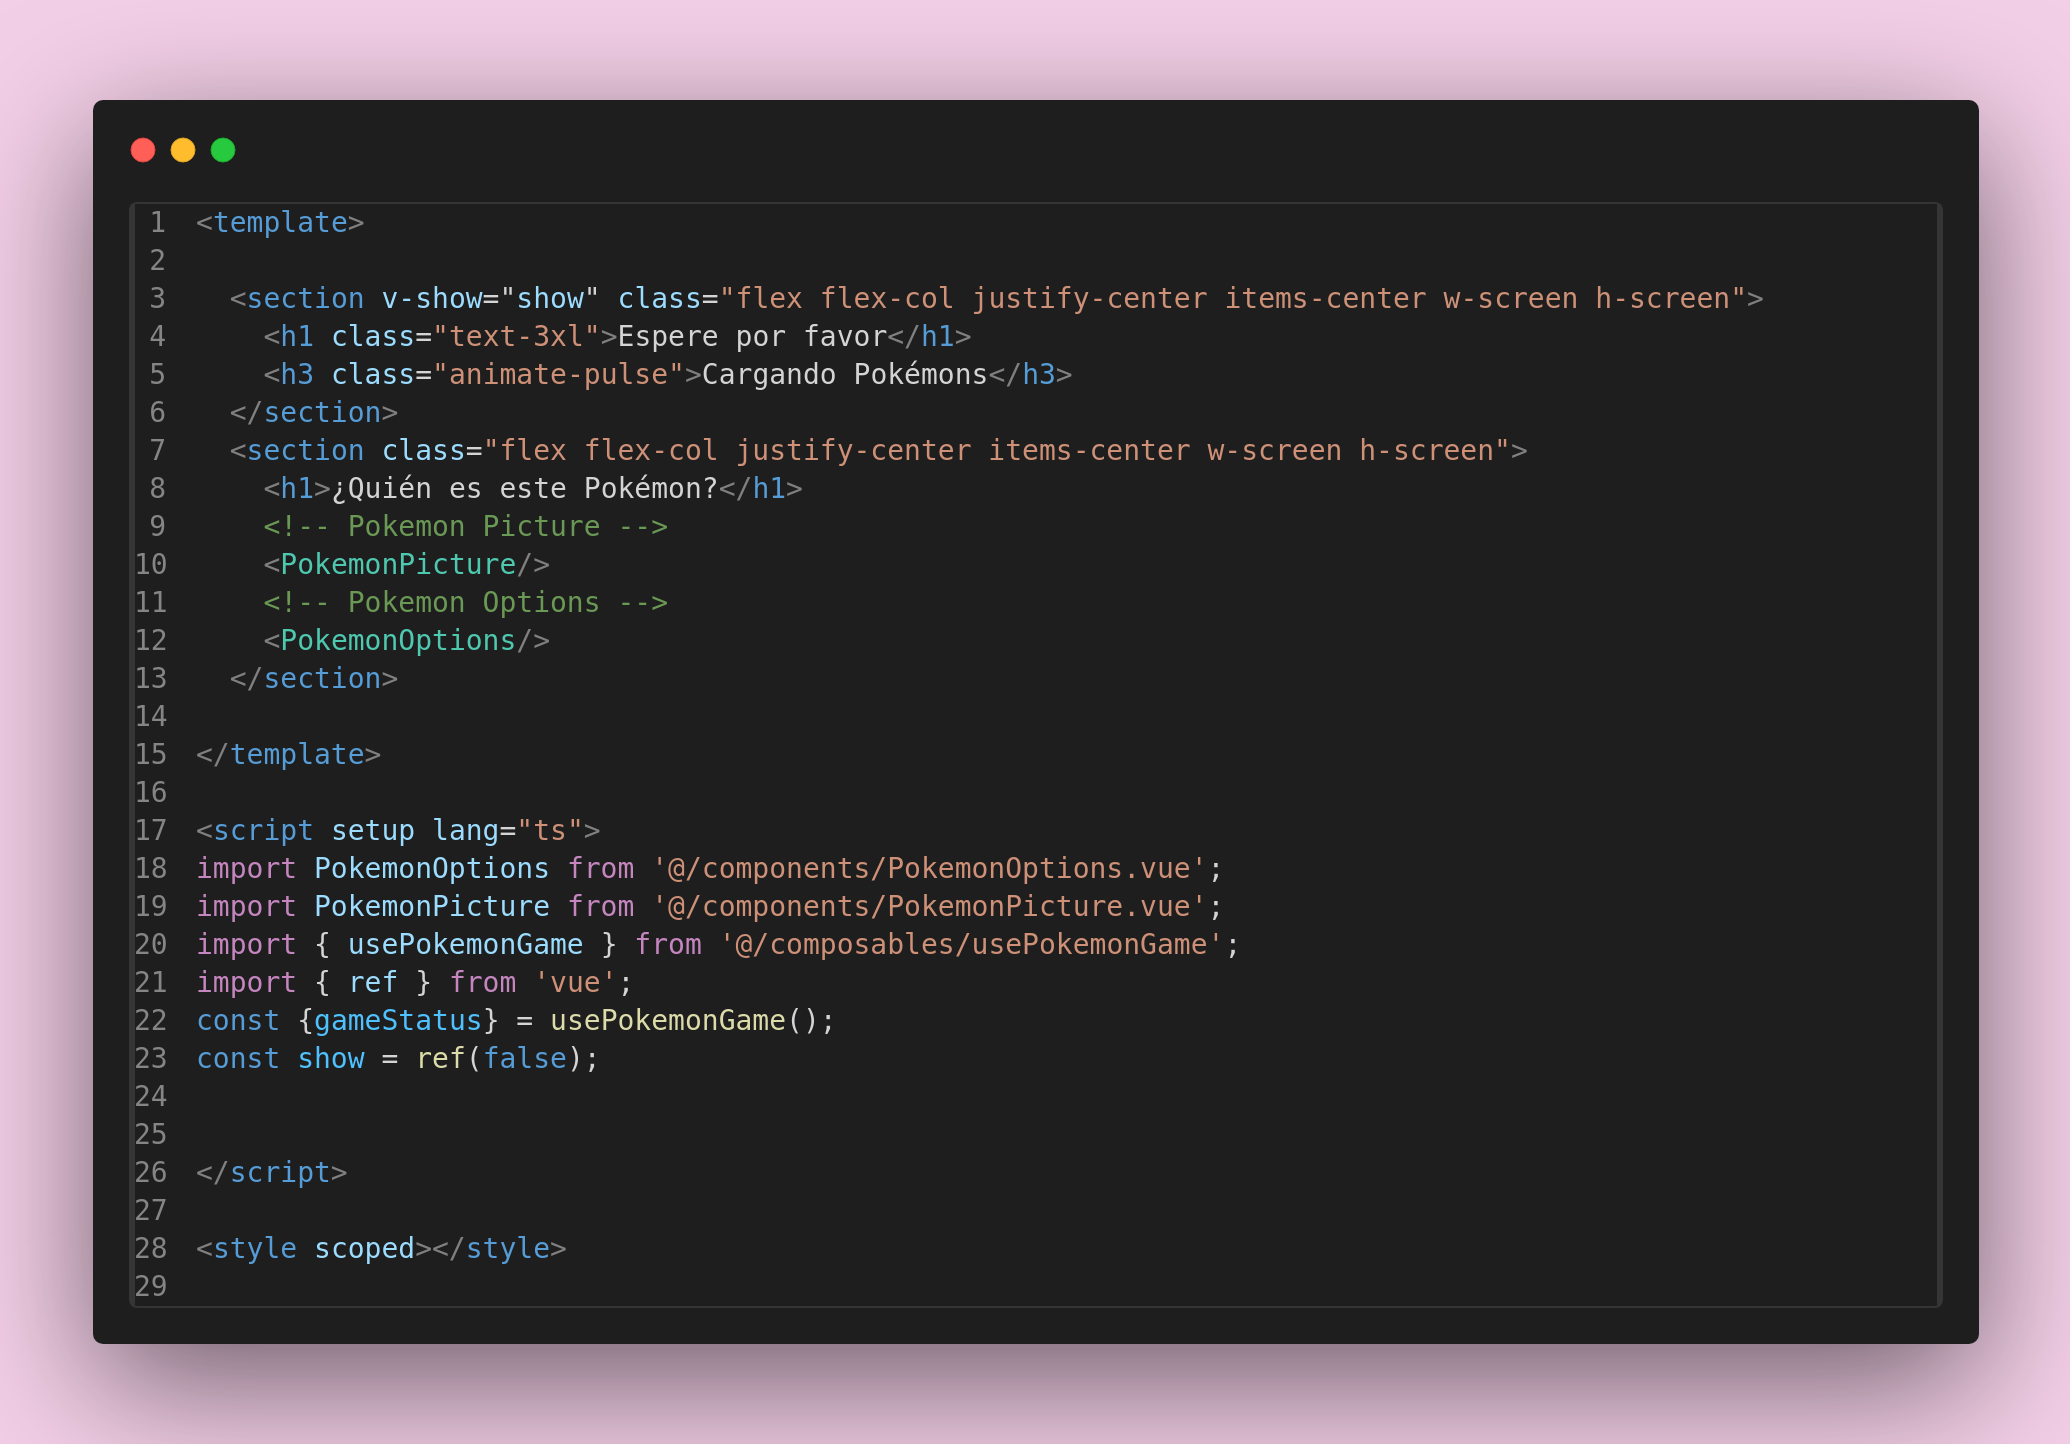 1 <template>
2
3   <section v-show="show" class="flex flex-col justify-center items-center w-screen h-screen">
4     <h1 class="text-3xl">Espere por favor</h1>
5     <h3 class="animate-pulse">Cargando Pokémons</h3>
6   </section>
7   <section class="flex flex-col justify-center items-center w-screen h-screen">
8     <h1>¿Quién es este Pokémon?</h1>
9     <!-- Pokemon Picture -->
10     <PokemonPicture/>
11     <!-- Pokemon Options -->
12     <PokemonOptions/>
13   </section>
14
15 </template>
16
17 <script setup lang="ts">
18 import PokemonOptions from '@/components/PokemonOptions.vue';
19 import PokemonPicture from '@/components/PokemonPicture.vue';
20 import { usePokemonGame } from '@/composables/usePokemonGame';
21 import { ref } from 'vue';
22 const {gameStatus} = usePokemonGame();
23 const show = ref(false);
24
25
26 </script>
27
28 <style scoped></style>
29